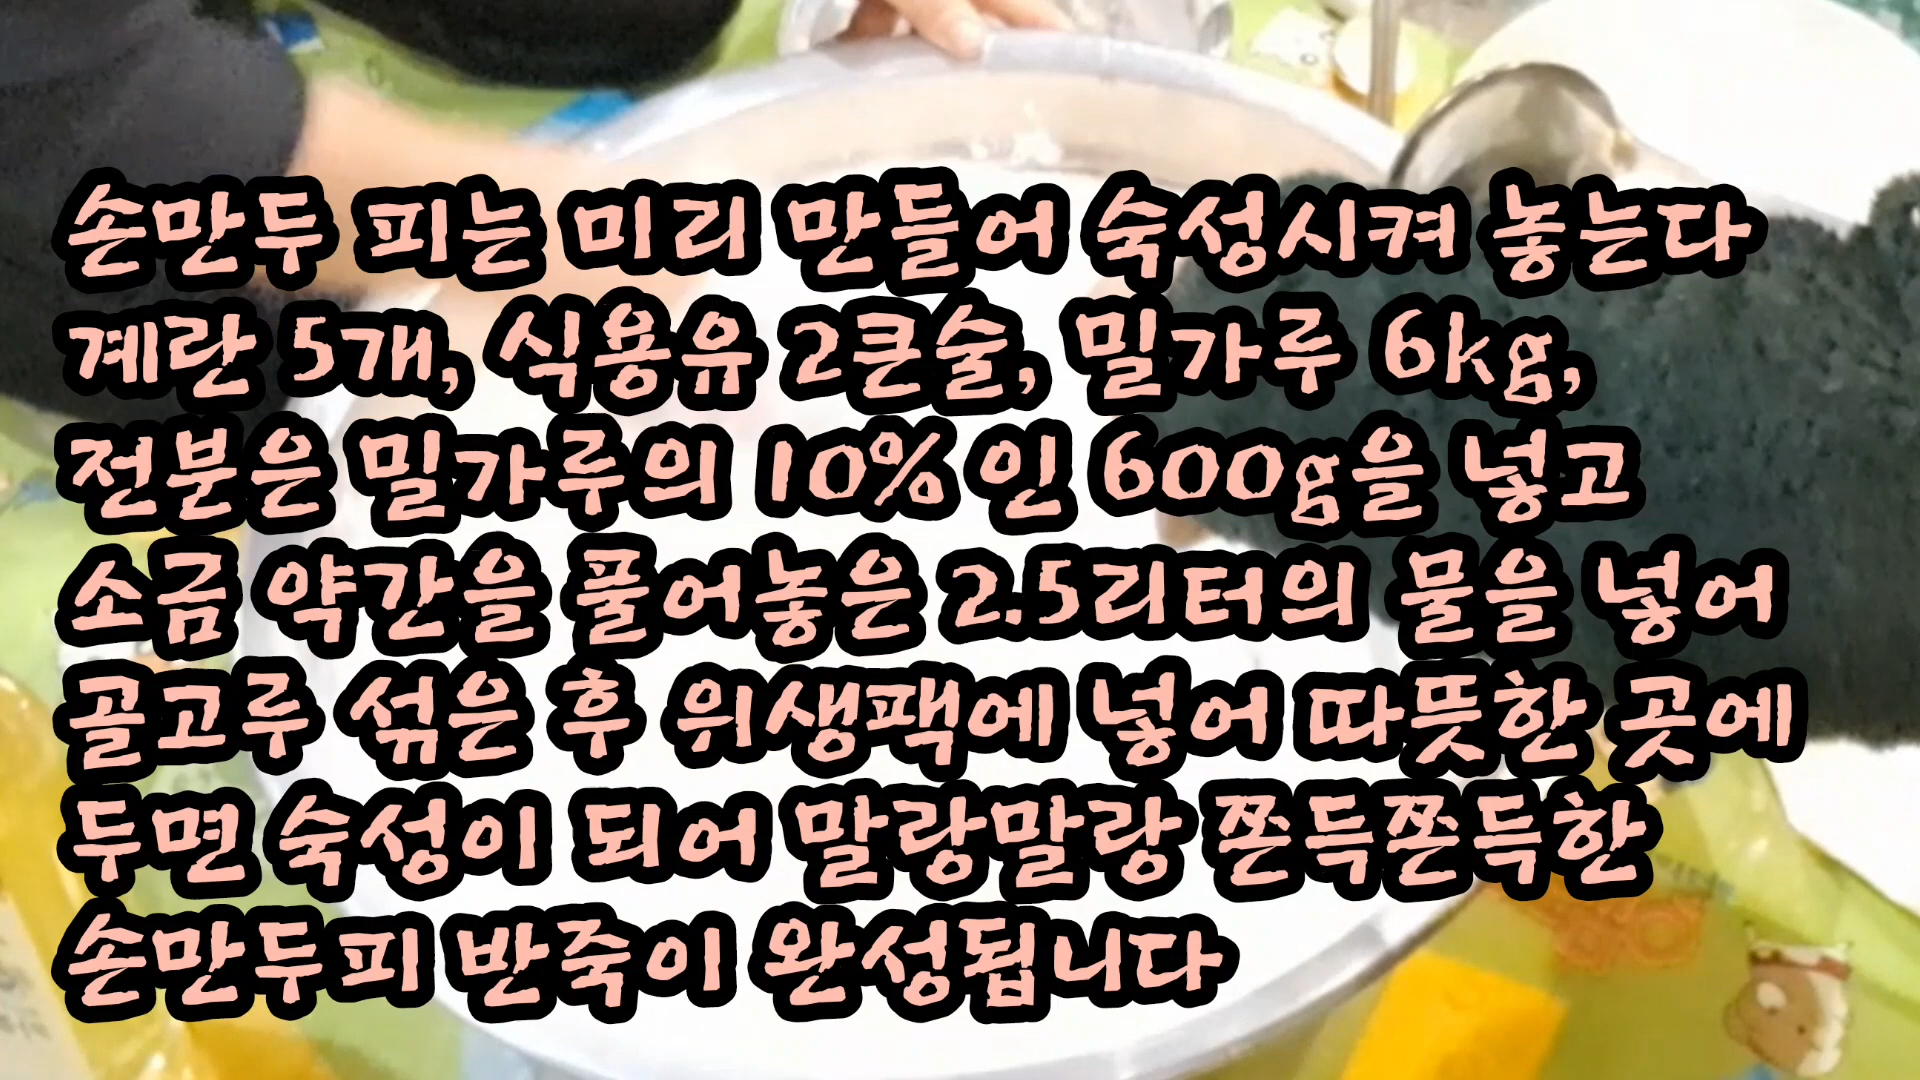 손만두 피는 미리 만들어 숙성시켜 놓는다
계란 5개, 식용유 2큰술, 밀가루 6kg,
전분은 밀가루의 10%인 600g을 넣고
소금 약간을 풀어놓은 2.5리터의 물을 넣어
골고루 섞은 후 위생팩에 넣어 따뜻한 곳에
두면 숙성이 되어 말랑말랑 쫀득쫀득한
손만두피 반죽이 완성됩니다